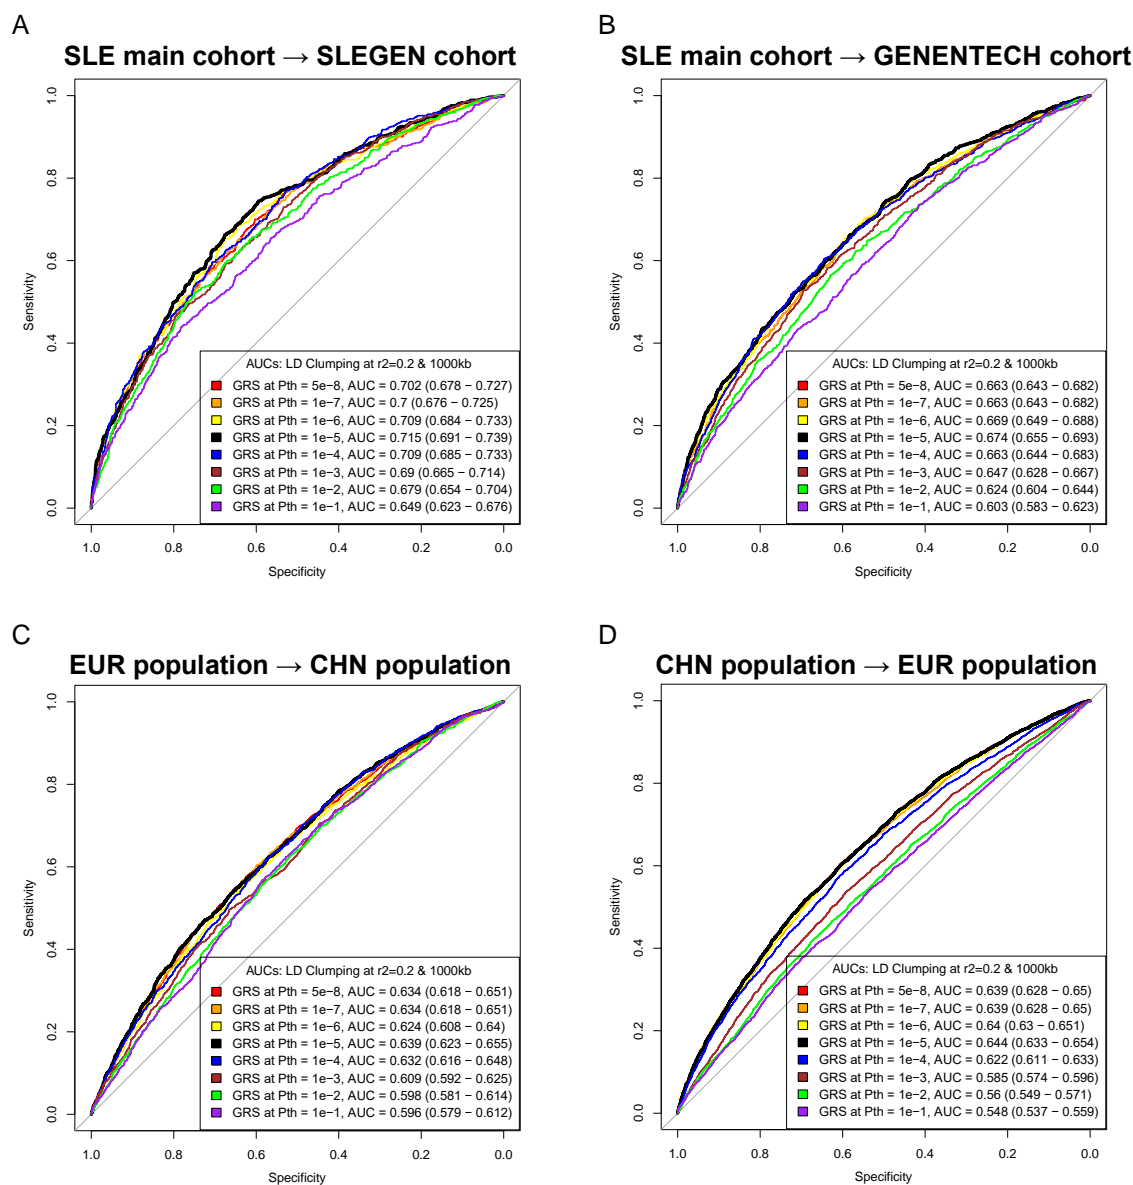 A
SLE main cohort → SLEGEN cohort
1.0
0.8
0.6
0.4
0.2
0.0
Sensitivity
AUCs: LD Clumping at r2=0.2 & 1000kb
GRS at Pth = 5e−8, AUC = 0.702 (0.678 − 0.727)
GRS at Pth = 1e−7, AUC = 0.7 (0.676 − 0.725)
GRS at Pth = 1e−6, AUC = 0.709 (0.684 − 0.733)
GRS at Pth = 1e−5, AUC = 0.715 (0.691 − 0.739)
GRS at Pth = 1e−4, AUC = 0.709 (0.685 − 0.733)
GRS at Pth = 1e−3, AUC = 0.69 (0.665 − 0.714)
GRS at Pth = 1e−2, AUC = 0.679 (0.654 − 0.704)
GRS at Pth = 1e−1, AUC = 0.649 (0.623 − 0.676)
1.0 0.8 0.6 0.4 0.2 0.0
Specificity
B
SLE main cohort → GENENTECH cohort
1.0
0.8
0.6
0.4
0.2
0.0
Sensitivity
AUCs: LD Clumping at r2=0.2 & 1000kb
GRS at Pth = 5e−8, AUC = 0.663 (0.643 − 0.682)
GRS at Pth = 1e−7, AUC = 0.663 (0.643 − 0.682)
GRS at Pth = 1e−6, AUC = 0.669 (0.649 − 0.688)
GRS at Pth = 1e−5, AUC = 0.674 (0.655 − 0.693)
GRS at Pth = 1e−4, AUC = 0.663 (0.644 − 0.683)
GRS at Pth = 1e−3, AUC = 0.647 (0.628 − 0.667)
GRS at Pth = 1e−2, AUC = 0.624 (0.604 − 0.644)
GRS at Pth = 1e−1, AUC = 0.603 (0.583 − 0.623)
1.0 0.8 0.6 0.4 0.2 0.0
Specificity
C
EUR population → CHN population
1.0
0.8
0.6
0.4
0.2
0.0
Sensitivity
AUCs: LD Clumping at r2=0.2 & 1000kb
GRS at Pth = 5e−8, AUC = 0.634 (0.618 − 0.651)
GRS at Pth = 1e−7, AUC = 0.634 (0.618 − 0.651)
GRS at Pth = 1e−6, AUC = 0.624 (0.608 − 0.64)
GRS at Pth = 1e−5, AUC = 0.639 (0.623 − 0.655)
GRS at Pth = 1e−4, AUC = 0.632 (0.616 − 0.648)
GRS at Pth = 1e−3, AUC = 0.609 (0.592 − 0.625)
GRS at Pth = 1e−2, AUC = 0.598 (0.581 − 0.614)
GRS at Pth = 1e−1, AUC = 0.596 (0.579 − 0.612)
1.0 0.8 0.6 0.4 0.2 0.0
Specificity
D
CHN population → EUR population
1.0
0.8
0.6
0.4
0.2
0.0
Sensitivity
AUCs: LD Clumping at r2=0.2 & 1000kb
GRS at Pth = 5e−8, AUC = 0.639 (0.628 − 0.65)
GRS at Pth = 1e−7, AUC = 0.639 (0.628 − 0.65)
GRS at Pth = 1e−6, AUC = 0.64 (0.63 − 0.651)
GRS at Pth = 1e−5, AUC = 0.644 (0.633 − 0.654)
GRS at Pth = 1e−4, AUC = 0.622 (0.611 − 0.633)
GRS at Pth = 1e−3, AUC = 0.585 (0.574 − 0.596)
GRS at Pth = 1e−2, AUC = 0.56 (0.549 − 0.571)
GRS at Pth = 1e−1, AUC = 0.548 (0.537 − 0.559)
1.0 0.8 0.6 0.4 0.2 0.0
Specificity